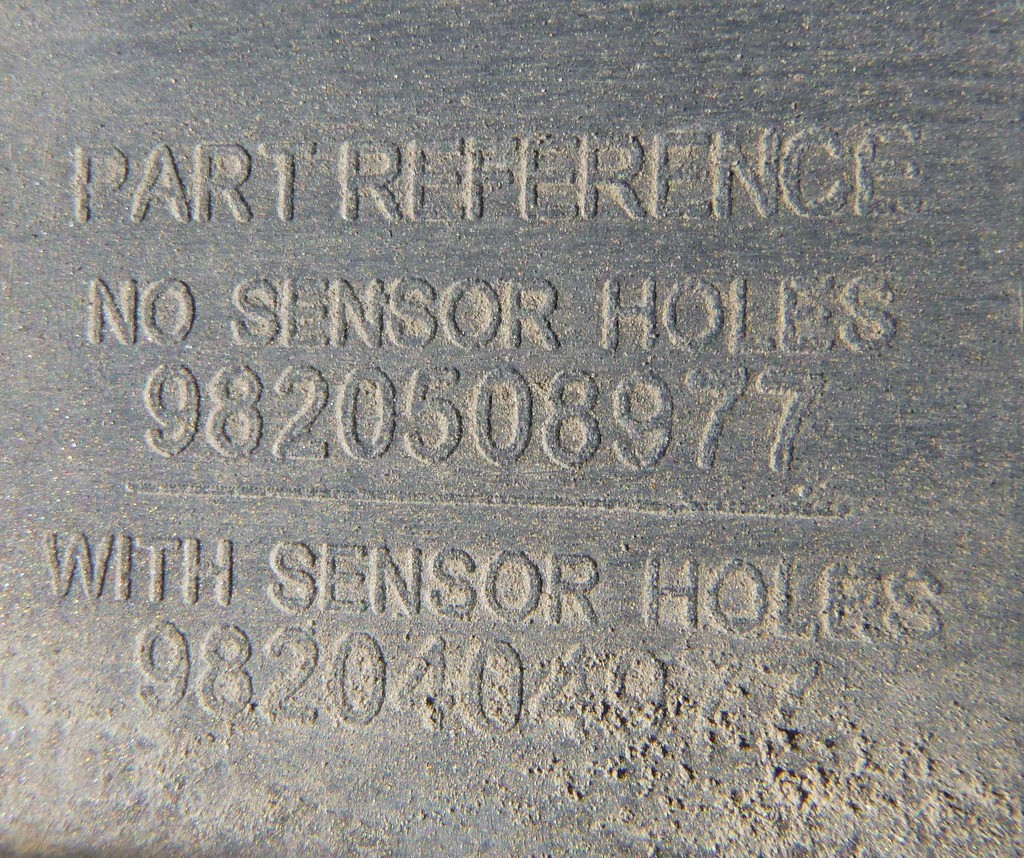 PART REFERENCE
NO SENSOR HOLES
9820508977
WITH SENSOR HOLES